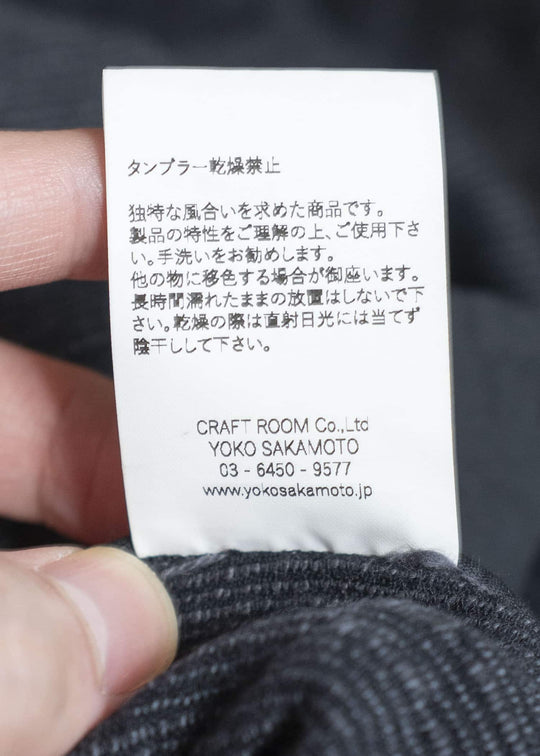 タンブラー乾燥禁止
独特な風合いを求めた商品です。
製品の特性をご理解の上、ご使用下さ
い。手洗いをお勧めします。
他の物に移色する場合が御座います。
長時間濡れたままの放置はしないで下
さい。乾燥の際は直射日光には当てず
陰干しして下さい。
CRAFT ROOM Co.,Ltd
YOKO SAKAMOTO
03 - 6450 - 9577
www.yokosakamoto.jp